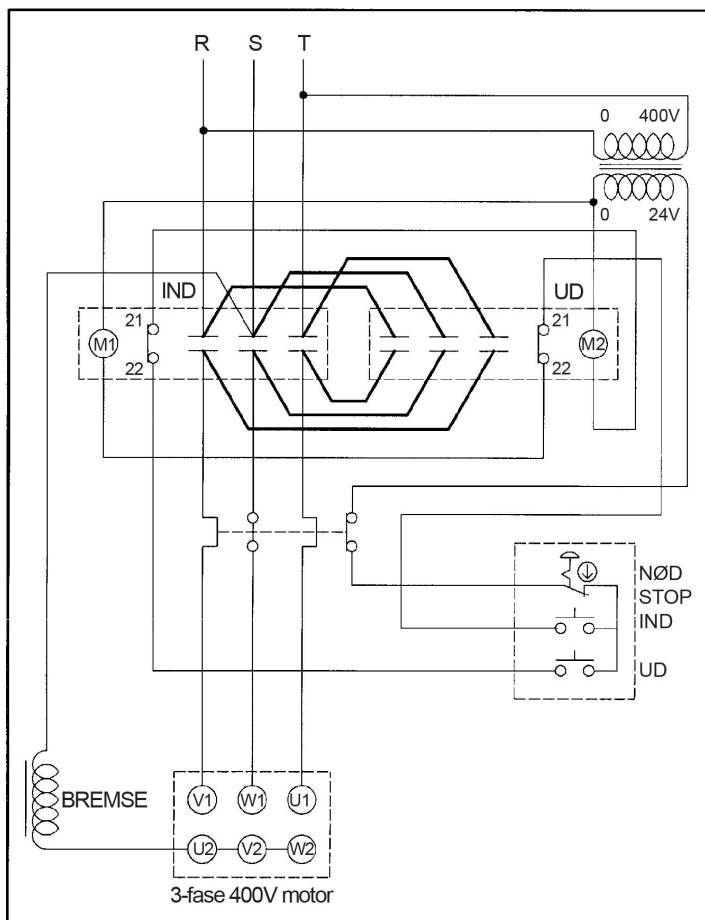 R S T
0 400V
0 24V
IND UD
21 21
M1 M2
22 22
NØD
STOP
IND
UD
BREMSE
V1 W1 U1
U2 V2 W2
3-fase 400V motor